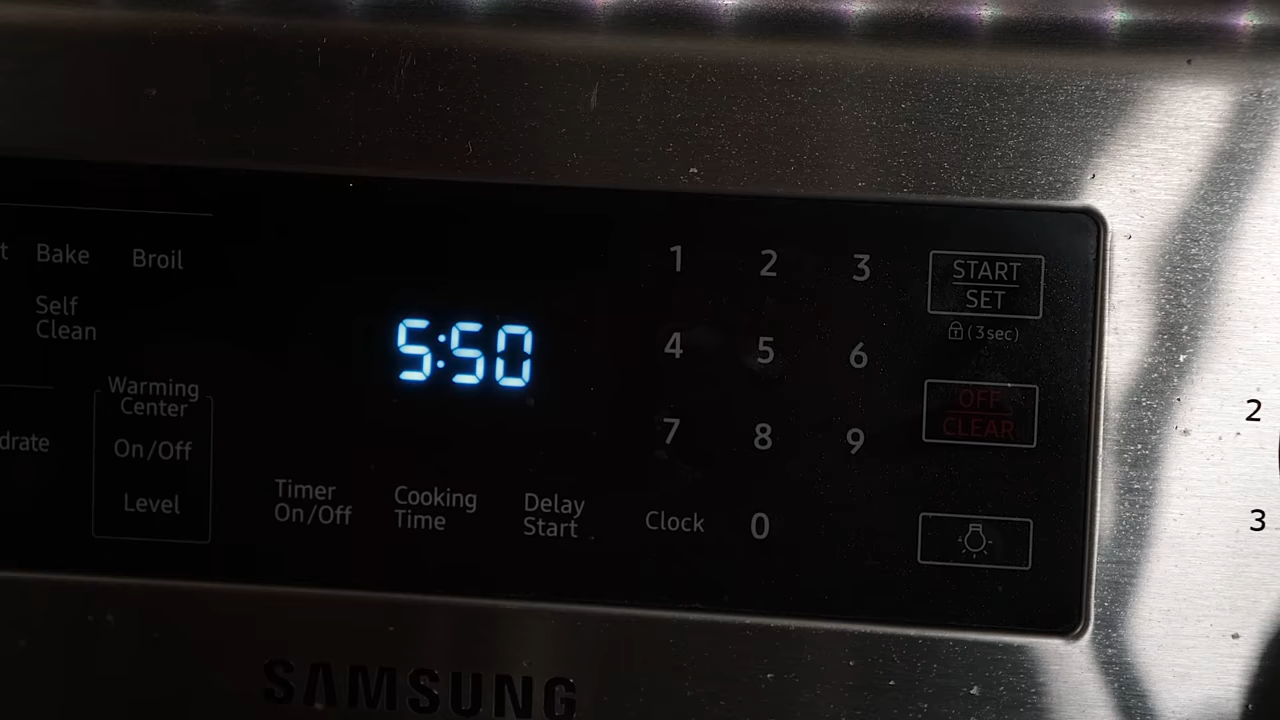 Bake
Broil
Self
Clean
Warming
Center
On/Off
Level
5:50
Timer
On/Off
Cooking
Time
Delay
Start
Clock
1 2 3
4 5 6
7 8 9
0
START
SET
(3sec)
OFF
CLEAR
2
3
SAMSUNG